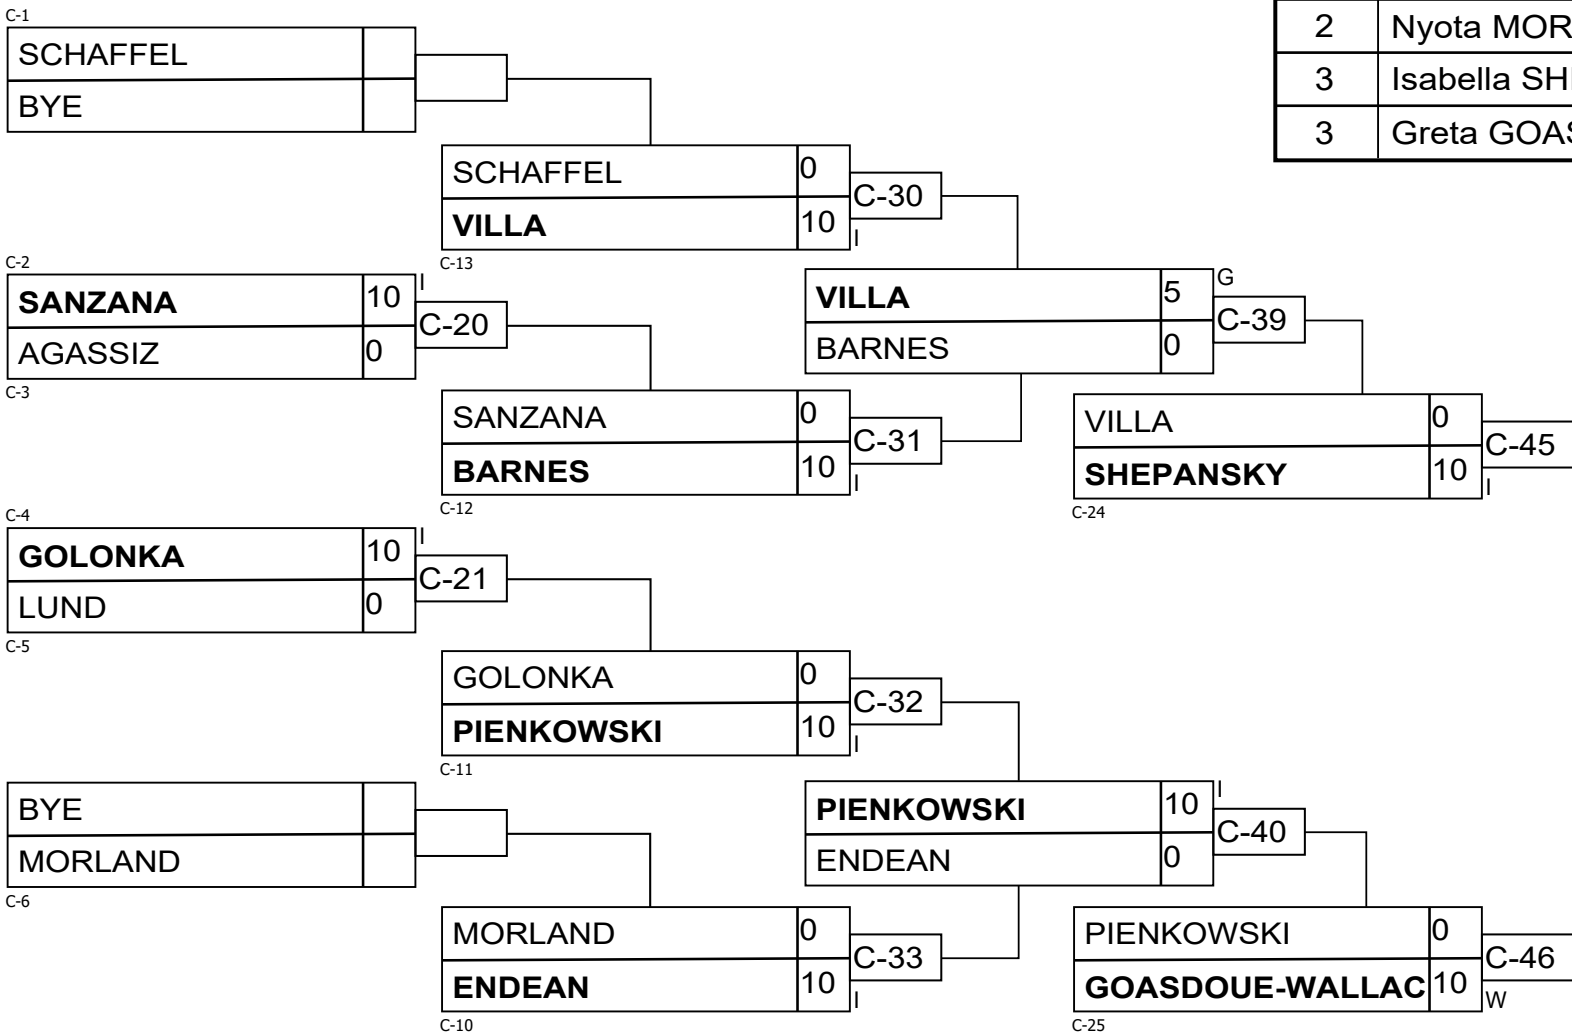 C-1
SCHAFFEL
BYE
2 Nyota MOR
3 Isabella SH
3 Greta GOAS
SCHAFFEL 0
VILLA 10
C-30
I
C-13
C-2
SANZANA 10
I
AGASSIZ 0
C-20
C-3
VILLA 5
G
BARNES 0
C-39
SANZANA 0
BARNES 10
C-31
I
C-12
VILLA 0
SHEPANSKY 10
C-45
I
C-24
C-4
GOLONKA 10
I
LUND 0
C-21
C-5
GOLONKA 0
PIENKOWSKI 10
C-32
I
C-11
BYE
MORLAND
C-6
PIENKOWSKI 10
I
ENDEAN 0
C-40
MORLAND 0
ENDEAN 10
C-33
I
C-10
PIENKOWSKI 0
GOASDOUE-WALLAC 10
C-46
W
C-25